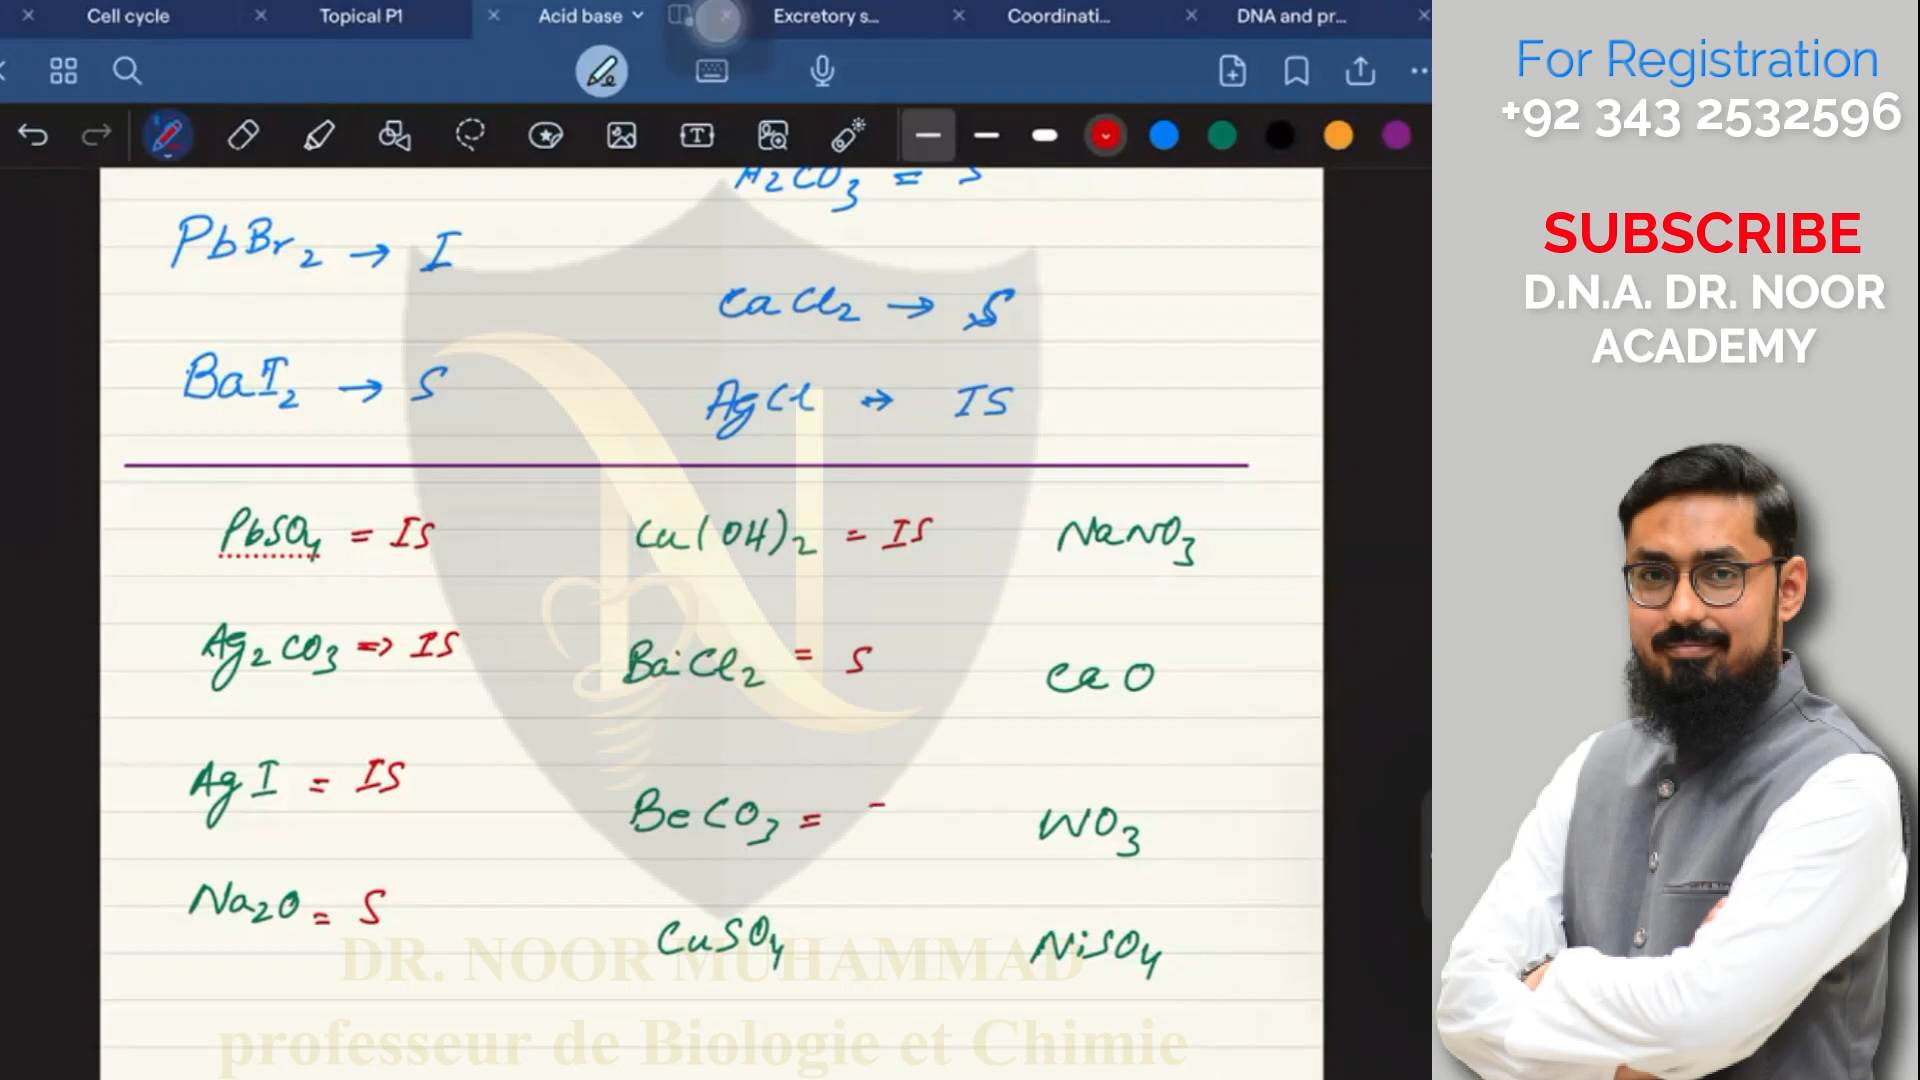 Cell cycle
Topical P1
Acid base
Excretory s...
Coordinati...
DNA and pr...
For Registration
+92 343 2532596
SUBSCRIBE
D.N.A. DR. NOOR
ACADEMY
A2CO3 = S
PbBr2 → I
CaCl2 → S
BaI2 → S
AgCl → IS
PbSO4 = IS
Cu(OH)2 = IS
NaNO3
Ag2CO3 => IS
BaCl2 = S
CaO
AgI = IS
BeCO3 = -
WO3
Na2O = S
CuSO4
NiSO4
DR. NOOR MUHAMMAD
professeur de Biologie et Chimie